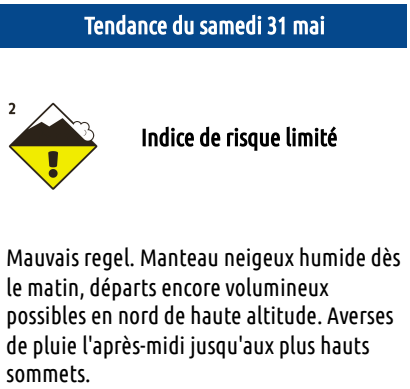 Tendance du samedi 31 mai
2
!
Indice de risque limité
Mauvais regel. Manteau neigeux humide dès
le matin, départs encore volumineux
possibles en nord de haute altitude. Averses
de pluie l'après-midi jusqu'aux plus hauts
sommets.